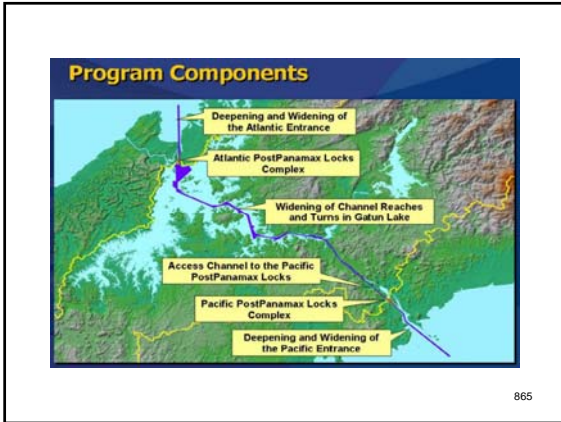 Program Components
Deepening and Widening of
the Atlantic Entrance
Atlantic PostPanamax Locks
Complex
Widening of Channel Reaches
and Turns in Gatun Lake
Access Channel to the Pacific
PostPanamax Locks
Pacific PostPanamax Locks
Complex
Deepening and Widening of
the Pacific Entrance
865